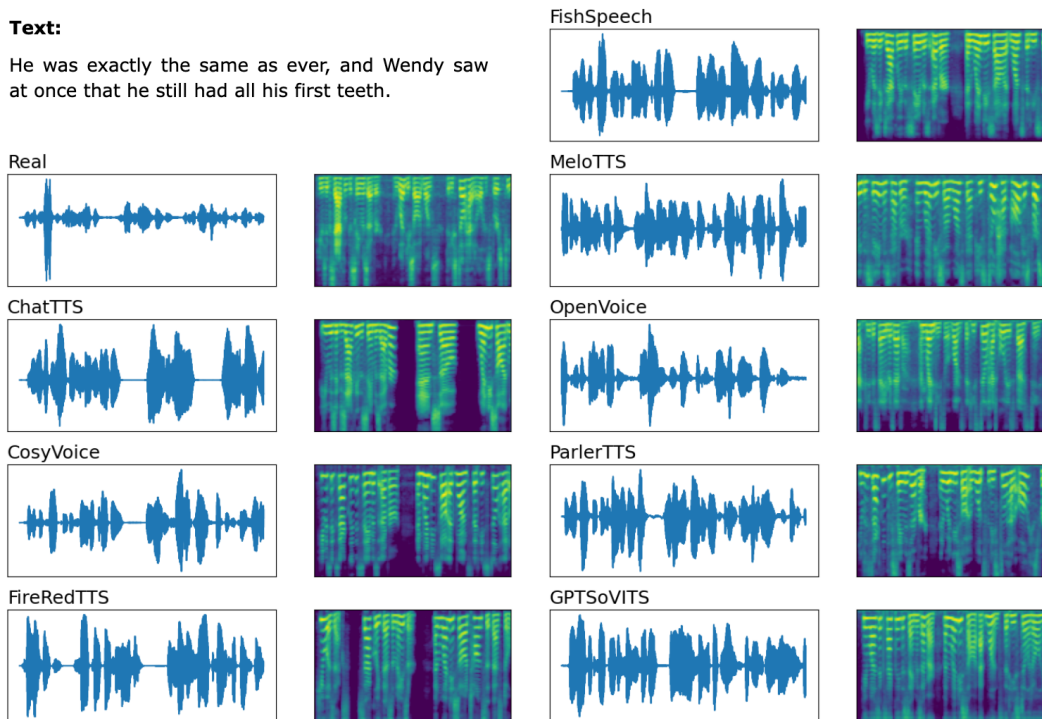 Text:
He was exactly the same as ever, and Wendy saw
at once that he still had all his first teeth.
FishSpeech
Real
MeloTTS
ChatTTS
OpenVoice
CosyVoice
ParlerTTS
FireRedTTS
GPTSoVITS